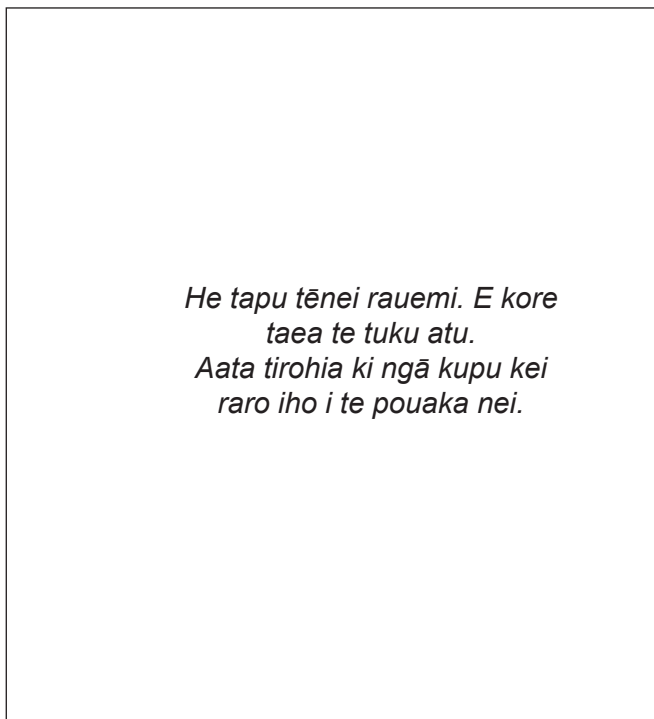 He tapu tēnei rauemi. E kore
taea te tuku atu.
Aata tirohia ki ngā kupu kei
raro iho i te pouaka nei.